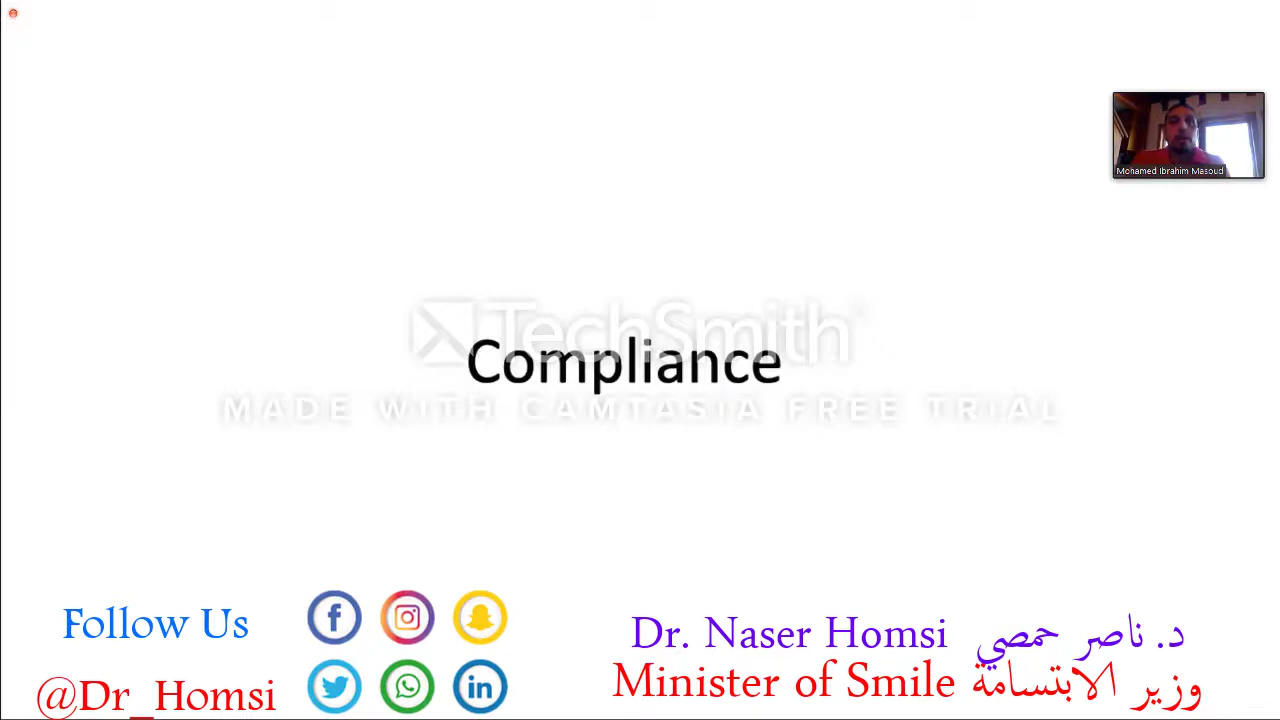 Mohamed Ibrahim Masoud
TechSmith
Compliance
MADE WITH CAMTASIA FREE TRIAL
Follow Us
@Dr_Homsi
Dr. Naser Homsi د. ناصر حمصي
Minister of Smile وزير الابتسامة